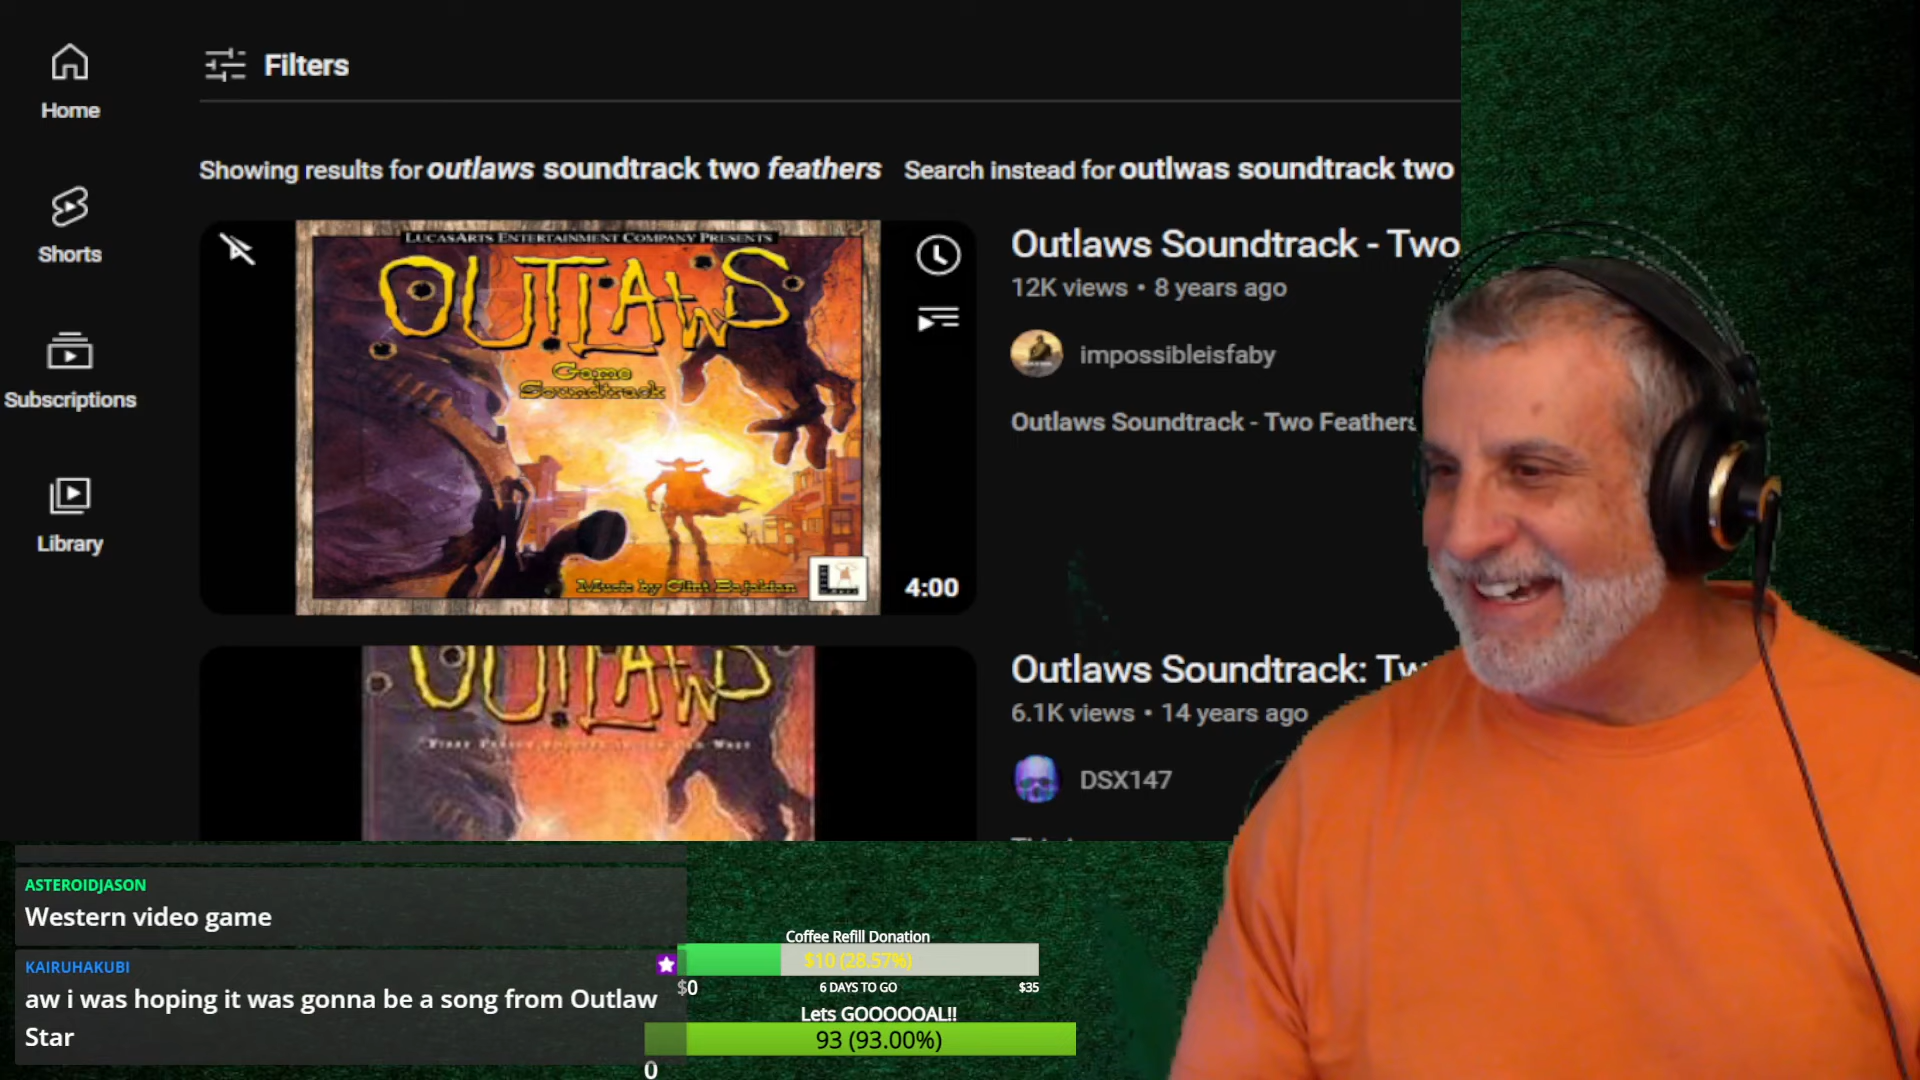 Home
Filters
Shorts
Subscriptions
Library
Showing results for outlaws soundtrack two feathers
Search instead for outlwas soundtrack two
LUCASARTS ENTERTAINMENT COMPANY PRESENTS
OUTLAWS
Game
Soundtrack
Music by Clint Bajakian
4:00
Outlaws Soundtrack - Two
12K views • 8 years ago
impossibleisfaby
Outlaws Soundtrack - Two Feathers
OUTLAWS
Outlaws Soundtrack: Tw
6.1K views • 14 years ago
DSX147
ASTEROIDJASON
Western video game
KAIRUHAKUBI
aw i was hoping it was gonna be a song from Outlaw
Star
Coffee Refill Donation
$10 (28.57%)
$0
6 DAYS TO GO
$35
Lets GOOOOOAL!!
93 (93.00%)
0